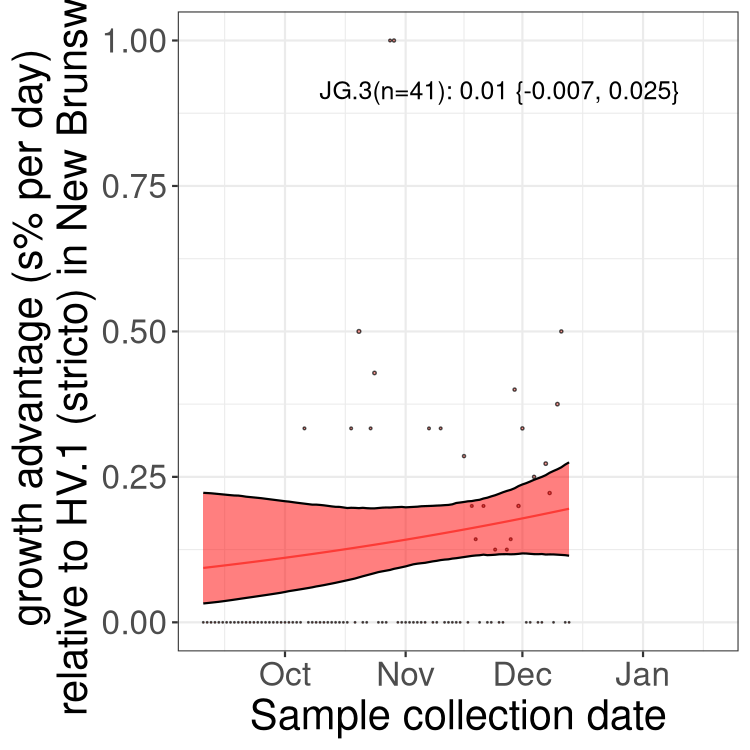 growth advantage (s% per day)
relative to HV.1 (stricto) in New Brunsw
1.00
0.75
0.50
0.25
0.00
JG.3(n=41): 0.01 {-0.007, 0.025}
Oct Nov Dec Jan
Sample collection date